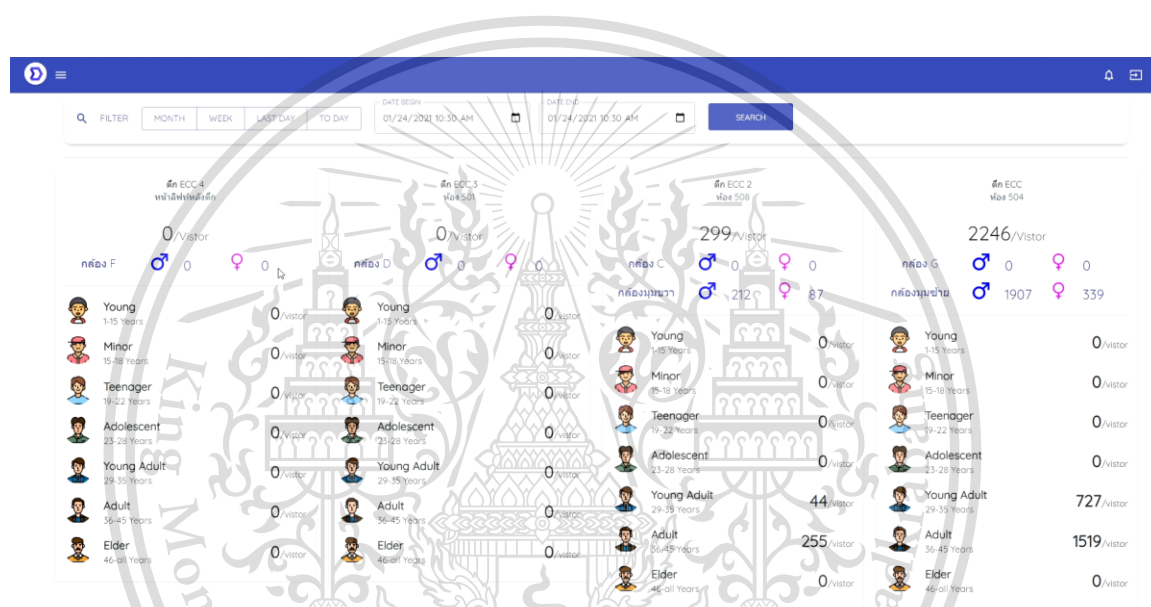 FILTER MONTH WEEK LAST DAY TO DAY DATE BEGIN 01/24/2021 10:30 AM DATE END 01/24/2021 10:30 AM SEARCH
ตึก ECC 4
หน้าลิฟท์หลังตึก
0/Vistor
กล้อง F 0 0
Young 0/vistor
1-15 Years
Minor 0/vistor
15-18 Years
Teenager 0/vistor
19-22 Years
Adolescent 0/vistor
23-28 Years
Young Adult 0/vistor
29-35 Years
Adult 0/vistor
36-45 Years
Elder 0/vistor
46-all Years
ตึก ECC 3
ห้อง 501
0/Vistor
กล้อง D 0 0
Young 0/vistor
1-15 Years
Minor 0/vistor
15-18 Years
Teenager 0/vistor
19-22 Years
Adolescent 0/vistor
23-28 Years
Young Adult 0/vistor
29-35 Years
Adult 0/vistor
36-45 Years
Elder 0/vistor
46-all Years
ตึก ECC 2
ห้อง 508
299/Vistor
กล้อง C 0 0
กล้องมุมขวา 212 87
Young 0/vistor
1-15 Years
Minor 0/vistor
15-18 Years
Teenager 0/vistor
19-22 Years
Adolescent 0/vistor
23-28 Years
Young Adult 44/vistor
29-35 Years
Adult 255/vistor
36-45 Years
Elder 0/vistor
46-all Years
ตึก ECC
ห้อง 504
2246/Vistor
กล้อง G 0 0
กล้องมุมซ้าย 1907 339
Young 0/vistor
1-15 Years
Minor 0/vistor
15-18 Years
Teenager 0/vistor
19-22 Years
Adolescent 0/vistor
23-28 Years
Young Adult 727/vistor
29-35 Years
Adult 1519/vistor
36-45 Years
Elder 0/vistor
46-all Years
King Mon